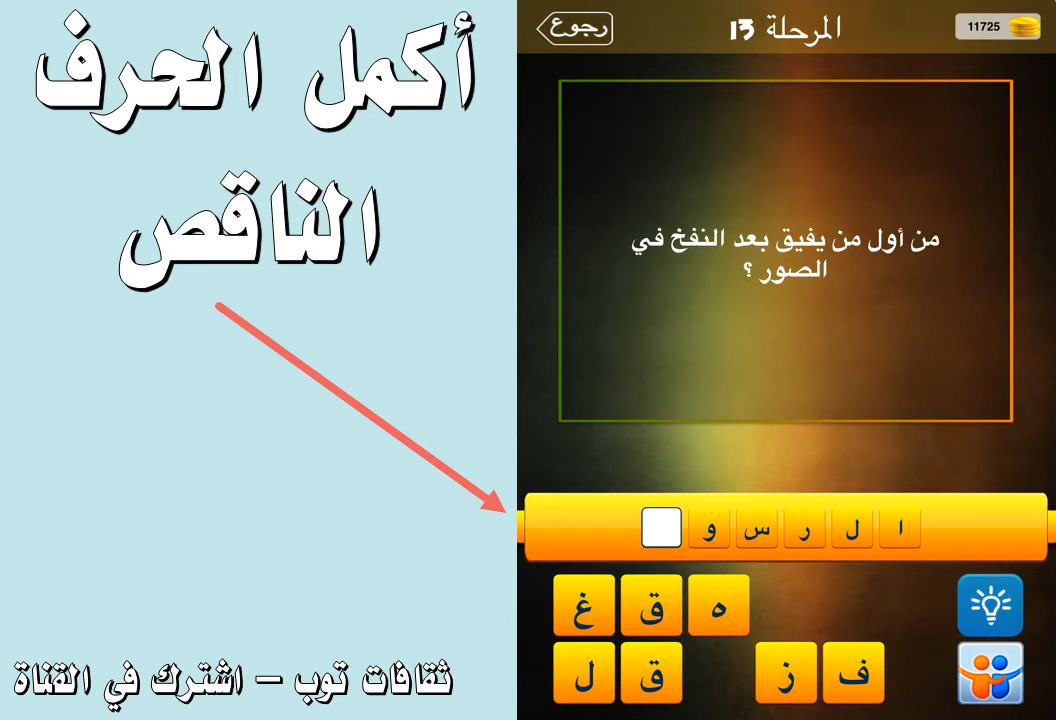 أكمل الحرف
الناقص
ثقافات توب – اشترك في القناة
رجوع
المرحلة 13
11725
من أول من يفيق بعد النفخ في
الصور ؟
ا ل ر س و
غ ق ه
ل ق ز ف